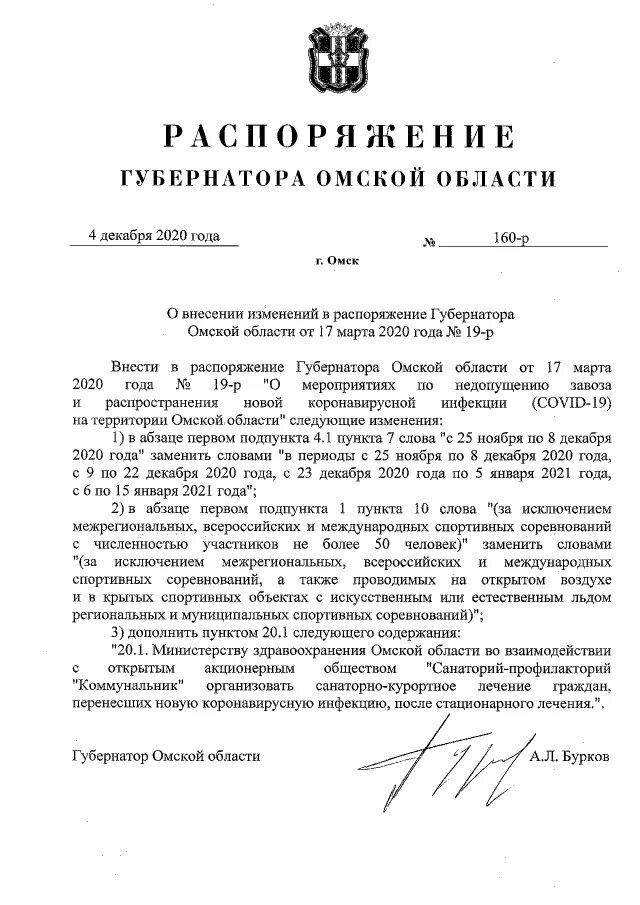 РАСПОРЯЖЕНИЕ
ГУБЕРНАТОРА ОМСКОЙ ОБЛАСТИ
4 декабря 2020 года № 160-р
г. Омск
О внесении изменений в распоряжение Губернатора
Омской области от 17 марта 2020 года № 19-р
Внести в распоряжение Губернатора Омской области от 17 марта
2020 года № 19-р "О мероприятиях по недопущению завоза
и распространения новой коронавирусной инфекции (COVID-19)
на территории Омской области" следующие изменения:
1) в абзаце первом подпункта 4.1 пункта 7 слова "с 25 ноября по 8 декабря
2020 года" заменить словами "в периоды с 25 ноября по 8 декабря 2020 года,
с 9 по 22 декабря 2020 года, с 23 декабря 2020 года по 5 января 2021 года,
с 6 по 15 января 2021 года";
2) в абзаце первом подпункта 1 пункта 10 слова "(за исключением
межрегиональных, всероссийских и международных спортивных соревнований
с численностью участников не более 50 человек)" заменить словами
"(за исключением межрегиональных, всероссийских и международных
спортивных соревнований, а также проводимых на открытом воздухе
и в крытых спортивных объектах с искусственным или естественным льдом
региональных и муниципальных спортивных соревнований)";
3) дополнить пунктом 20.1 следующего содержания:
"20.1. Министерству здравоохранения Омской области во взаимодействии
с открытым акционерным обществом "Санаторий-профилакторий
"Коммунальник" организовать санаторно-курортное лечение граждан,
перенесших новую коронавирусную инфекцию, после стационарного лечения.".
Губернатор Омской области А.Л. Бурков